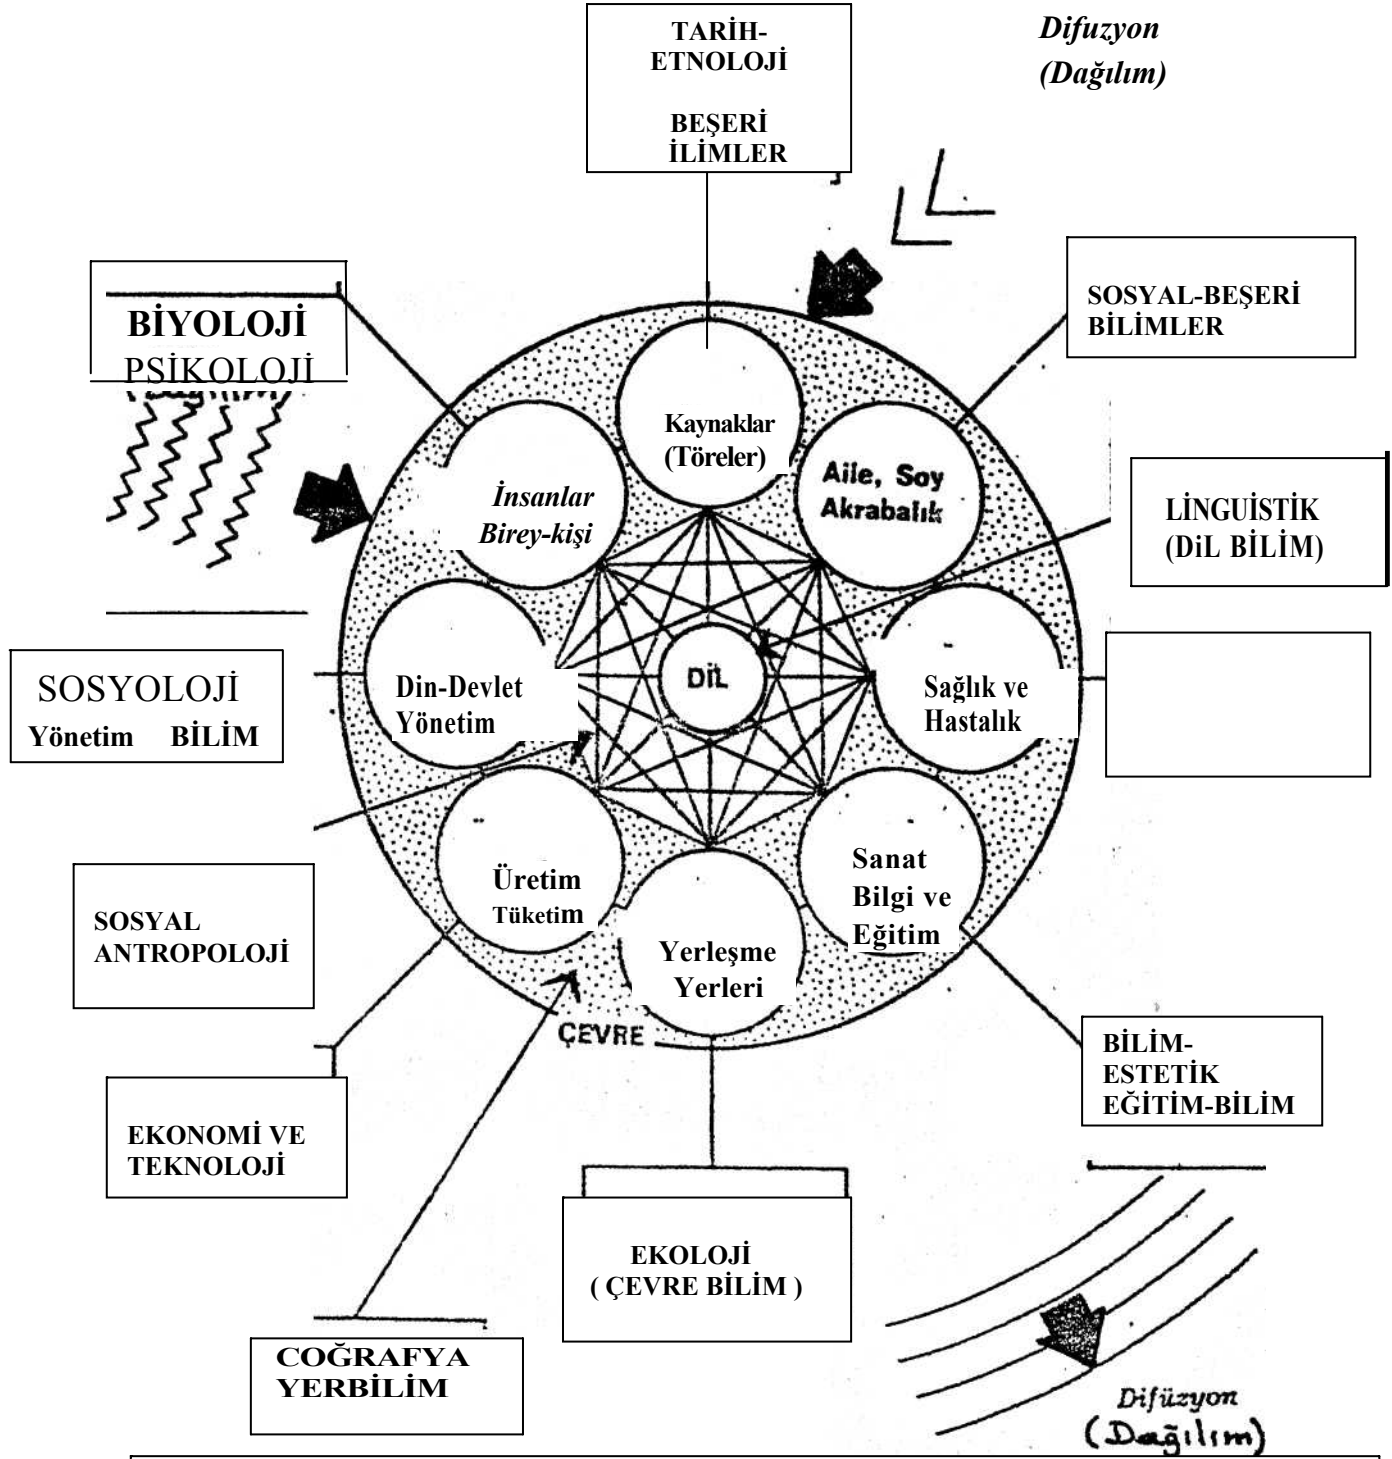 TARİH-
ETNOLOJİ
BEŞERİ
İLİMLER
Difuzyon
(Dağılım)
BİYOLOJİ
PSİKOLOJİ
SOSYAL-BEŞERİ
BİLİMLER
Kaynaklar
(Töreler)
İnsanlar
Birey-kişi
Aile, Soy
Akrabalık
LİNGUİSTİK
(DiL BİLİM)
SOSYOLOJİ
Yönetim BİLİM
Din-Devlet
Yönetim
DİL
Sağlık ve
Hastalık
Üretim
Tüketim
Sanat
Bilgi ve
Eğitim
Yerleşme
Yerleri
SOSYAL
ANTROPOLOJİ
ÇEVRE
BİLİM-
ESTETİK
EĞİTİM-BİLİM
EKONOMİ VE
TEKNOLOJİ
EKOLOJİ
( ÇEVRE BİLİM )
COĞRAFYA
YERBİLİM
Difüzyon
(Dağılım)